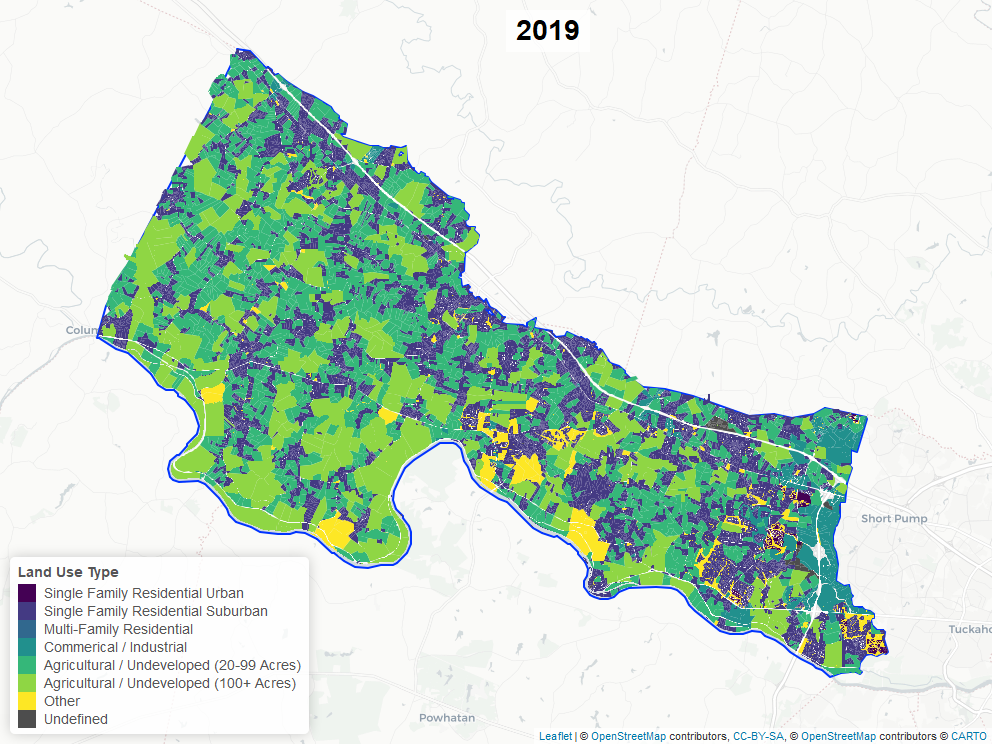 2019
Colum
Short Pump
Land Use Type
Single Family Residential Urban
Single Family Residential Suburban
Multi-Family Residential
Commerical / Industrial
Agricultural / Undeveloped (20-99 Acres)
Agricultural / Undeveloped (100+ Acres)
Other
Undefined
Tuckaho
Powhatan
Leaflet | © OpenStreetMap contributors, CC-BY-SA, © OpenStreetMap contributors © CARTO